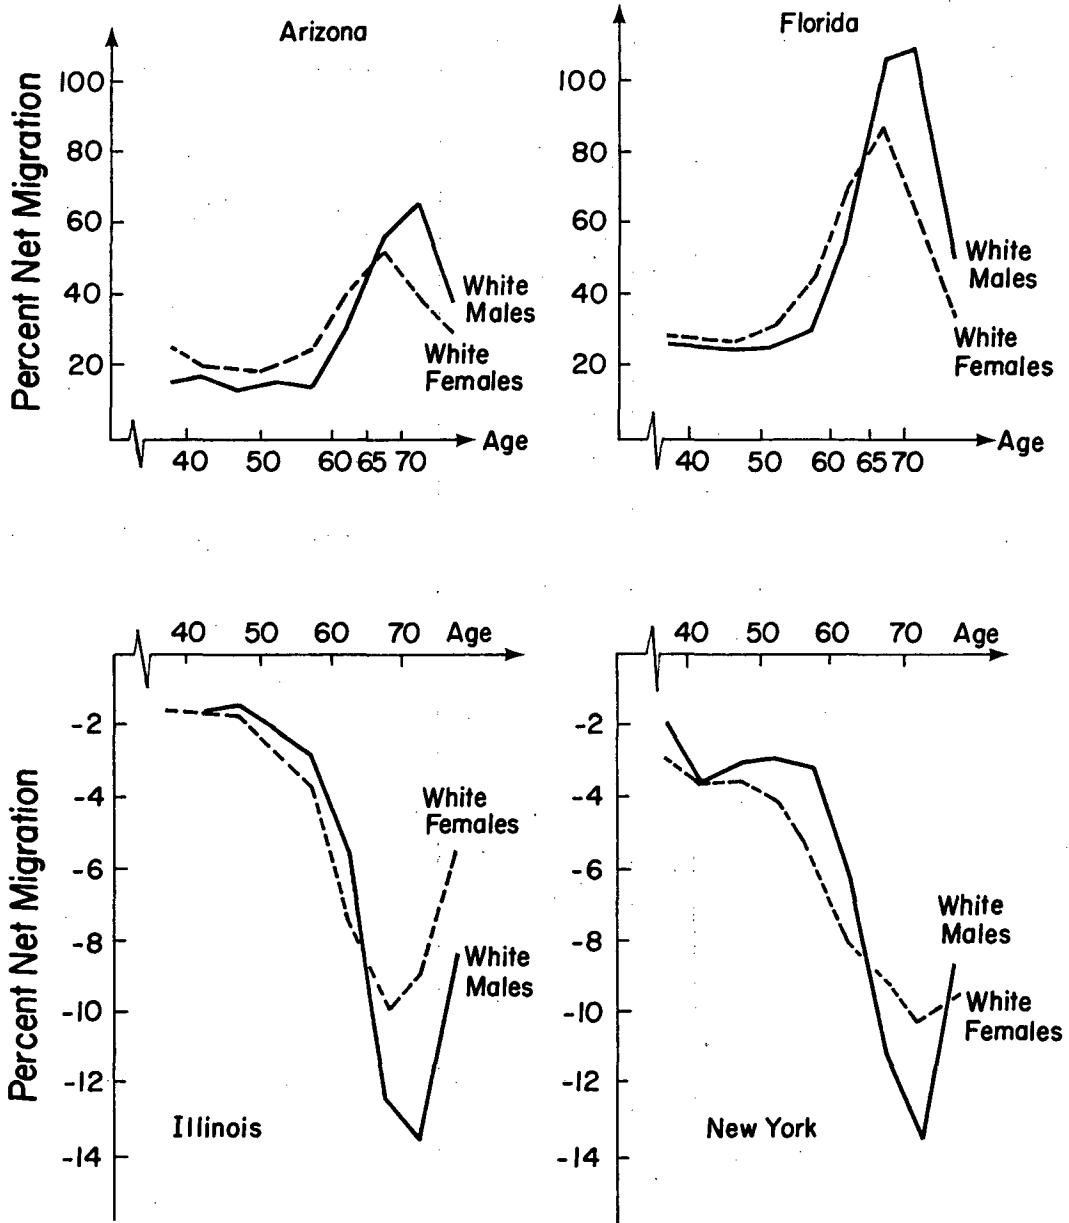 Arizona
Percent Net Migration
100
80
60
40
20
White
Males
White
Females
40 50 60 65 70 Age
Florida
100
80
60
40
20
White
Males
White
Females
40 50 60 65 70 Age
40 50 60 70 Age
Percent Net Migration
-2
-4
-6
-8
-10
-12
-14
White
Females
White
Males
Illinois
40 50 60 70 Age
-2
-4
-6
-8
-10
-12
-14
White
Males
White
Females
New York